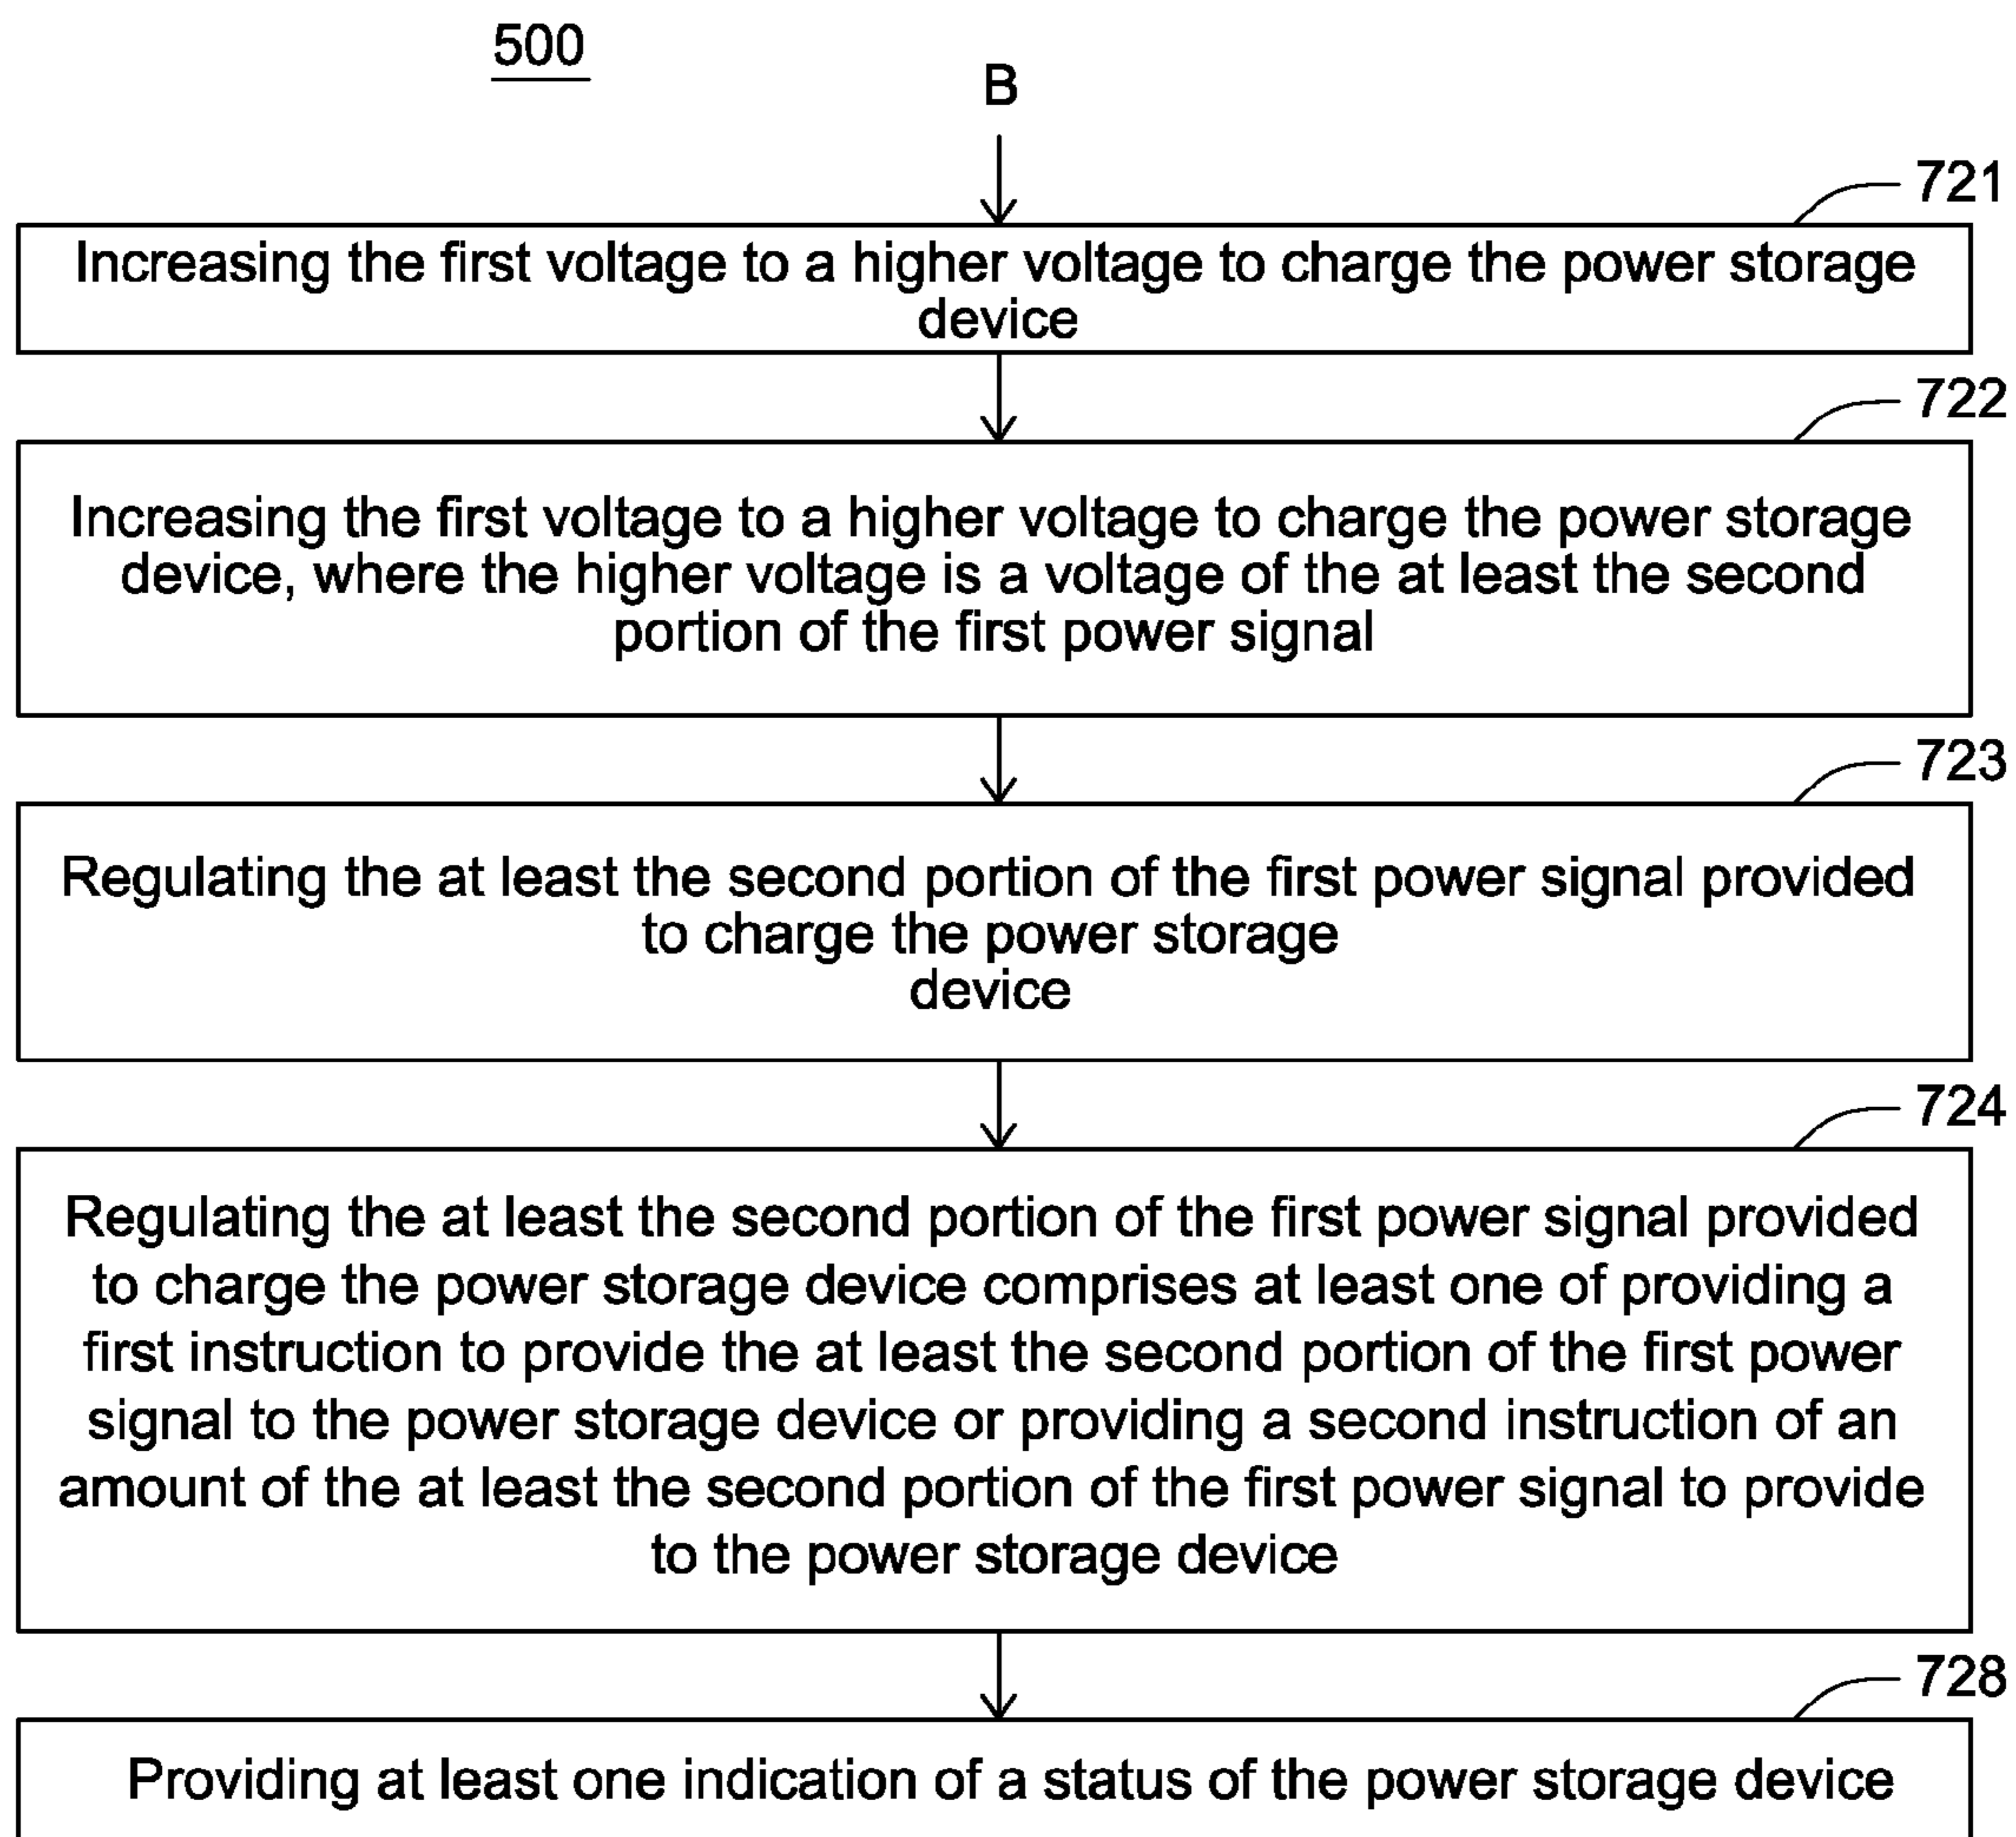 500
B
721
Increasing the first voltage to a higher voltage to charge the power storage
device
722
Increasing the first voltage to a higher voltage to charge the power storage
device, where the higher voltage is a voltage of the at least the second
portion of the first power signal
723
Regulating the at least the second portion of the first power signal provided
to charge the power storage
device
724
Regulating the at least the second portion of the first power signal provided
to charge the power storage device comprises at least one of providing a
first instruction to provide the at least the second portion of the first power
signal to the power storage device or providing a second instruction of an
amount of the at least the second portion of the first power signal to provide
to the power storage device
728
Providing at least one indication of a status of the power storage device